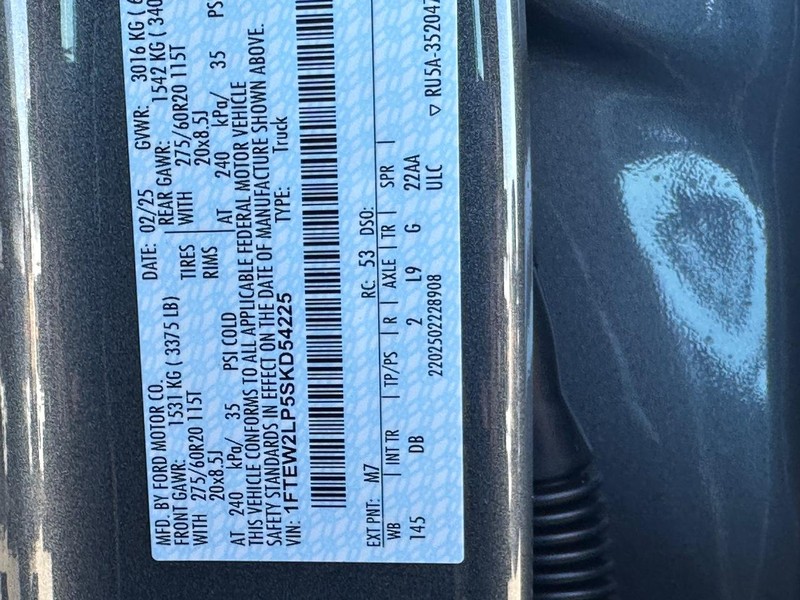 MFD. BY FORD MOTOR CO.
DATE: 02/25 GVWR: 3016 KG
FRONT GAWR: 1531 KG ( 3375 LB)
REAR GAWR: 1542 KG
WITH 275/60R20 115T TIRES WITH 275/60R20 115T
20x8.5J RIMS 20x8.5J
AT 240 kPa/ 35 PSI COLD AT 240 kPa/ 35
THIS VEHICLE CONFORMS TO ALL APPLICABLE FEDERAL MOTOR VEHICLE
SAFETY STANDARDS IN EFFECT ON THE DATE OF MANUFACTURE SHOWN ABOVE.
VIN: 1FTEW2LP5SKD54225 TYPE: Truck
EXT PNT: M7 RC: 53 DSO:
WB | INT TR | TP/PS | R | AXLE | TR | SPR |
145 DB 2 L9 G 22AA
2202502228908 ULC
▽ RU5A-35204